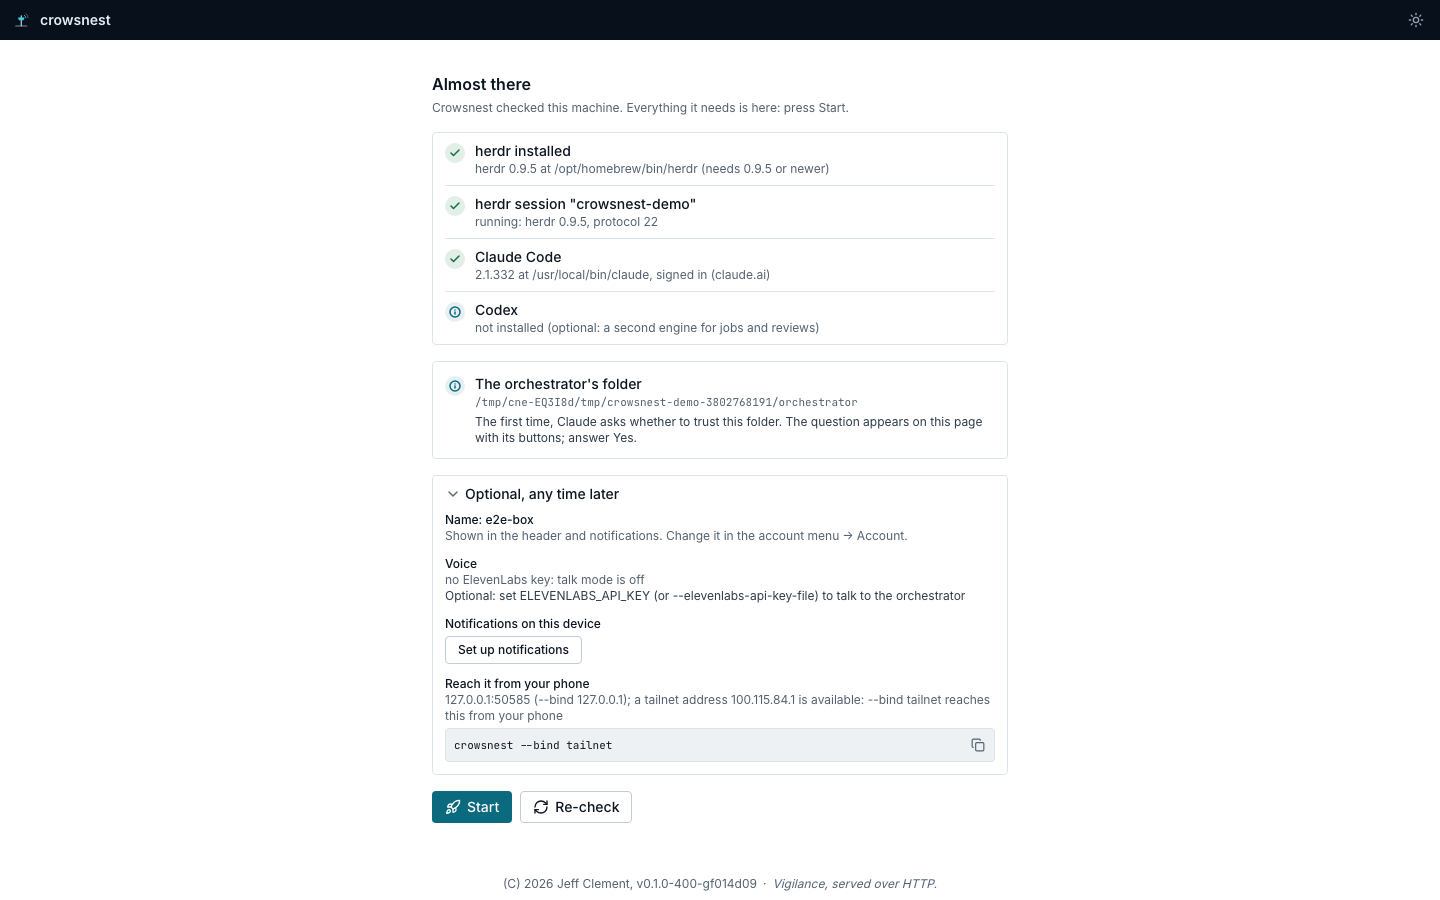 crowsnest
Almost there
Crowsnest checked this machine. Everything it needs is here: press Start.
herdr installed
herdr 0.9.5 at /opt/homebrew/bin/herdr (needs 0.9.5 or newer)
herdr session "crowsnest-demo"
running: herdr 0.9.5, protocol 22
Claude Code
2.1.332 at /usr/local/bin/claude, signed in (claude.ai)
Codex
not installed (optional: a second engine for jobs and reviews)
The orchestrator's folder
/tmp/cne-EQ3I8d/tmp/crowsnest-demo-3802768191/orchestrator
The first time, Claude asks whether to trust this folder. The question appears on this page
with its buttons; answer Yes.
Optional, any time later
Name: e2e-box
Shown in the header and notifications. Change it in the account menu → Account.
Voice
no ElevenLabs key: talk mode is off
Optional: set ELEVENLABS_API_KEY (or --elevenlabs-api-key-file) to talk to the orchestrator
Notifications on this device
Set up notifications
Reach it from your phone
127.0.0.1:50585 (--bind 127.0.0.1); a tailnet address 100.115.84.1 is available: --bind tailnet reaches
this from your phone
crowsnest --bind tailnet
Start
Re-check
(C) 2026 Jeff Clement, v0.1.0-400-gf014d09 · Vigilance, served over HTTP.